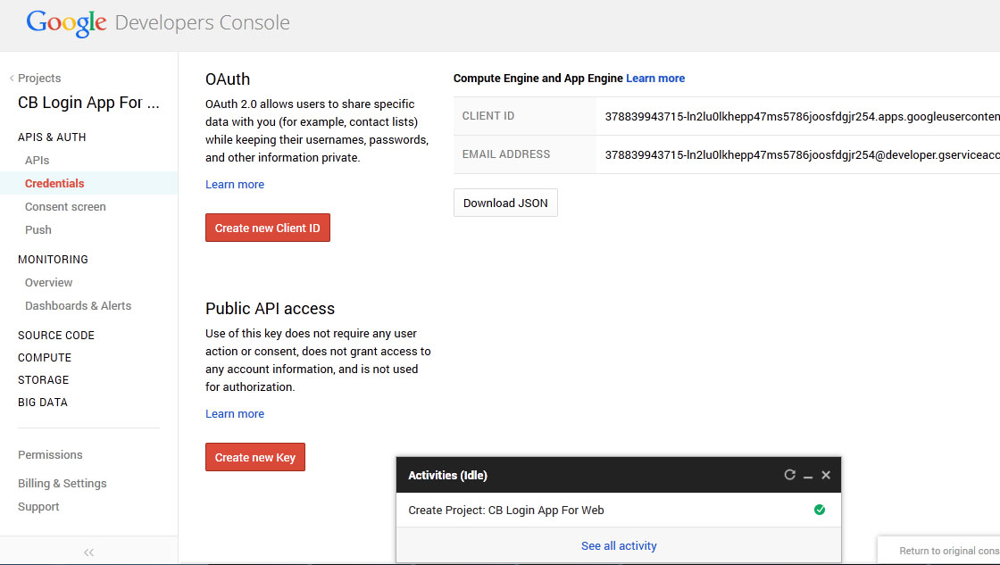 Google Developers Console
Projects
CB Login App For ...
APIS & AUTH
APIs
Credentials
Consent screen
Push
MONITORING
Overview
Dashboards & Alerts
SOURCE CODE
COMPUTE
STORAGE
BIG DATA
Permissions
Billing & Settings
Support
OAuth
OAuth 2.0 allows users to share specific
data with you (for example, contact lists)
while keeping their usernames, passwords,
and other information private.
Learn more
Create new Client ID
Compute Engine and App Engine Learn more
CLIENT ID 378839943715-ln2lu0lkhepp47ms5786joosfdgjr254.apps.googleuserconten
EMAIL ADDRESS 378839943715-ln2lu0lkhepp47ms5786joosfdgjr254@developer.gserviceacc
Download JSON
Public API access
Use of this key does not require any user
action or consent, does not grant access to
any account information, and is not used
for authorization.
Learn more
Create new Key
Activities (Idle)
Create Project: CB Login App For Web
See all activity
Return to original cons